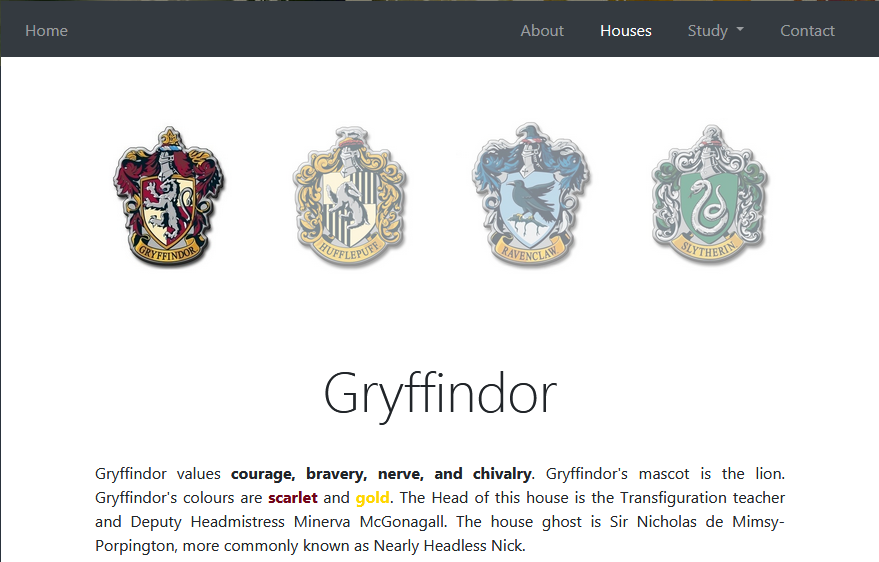 Home About Houses Study Contact
GRYFFINDOR HUFFLEPUFF RAVENCLAW SLYTHERIN
Gryffindor
Gryffindor values courage, bravery, nerve, and chivalry. Gryffindor's mascot is the lion.
Gryffindor's colours are scarlet and gold. The Head of this house is the Transfiguration teacher
and Deputy Headmistress Minerva McGonagall. The house ghost is Sir Nicholas de Mimsy-
Porpington, more commonly known as Nearly Headless Nick.